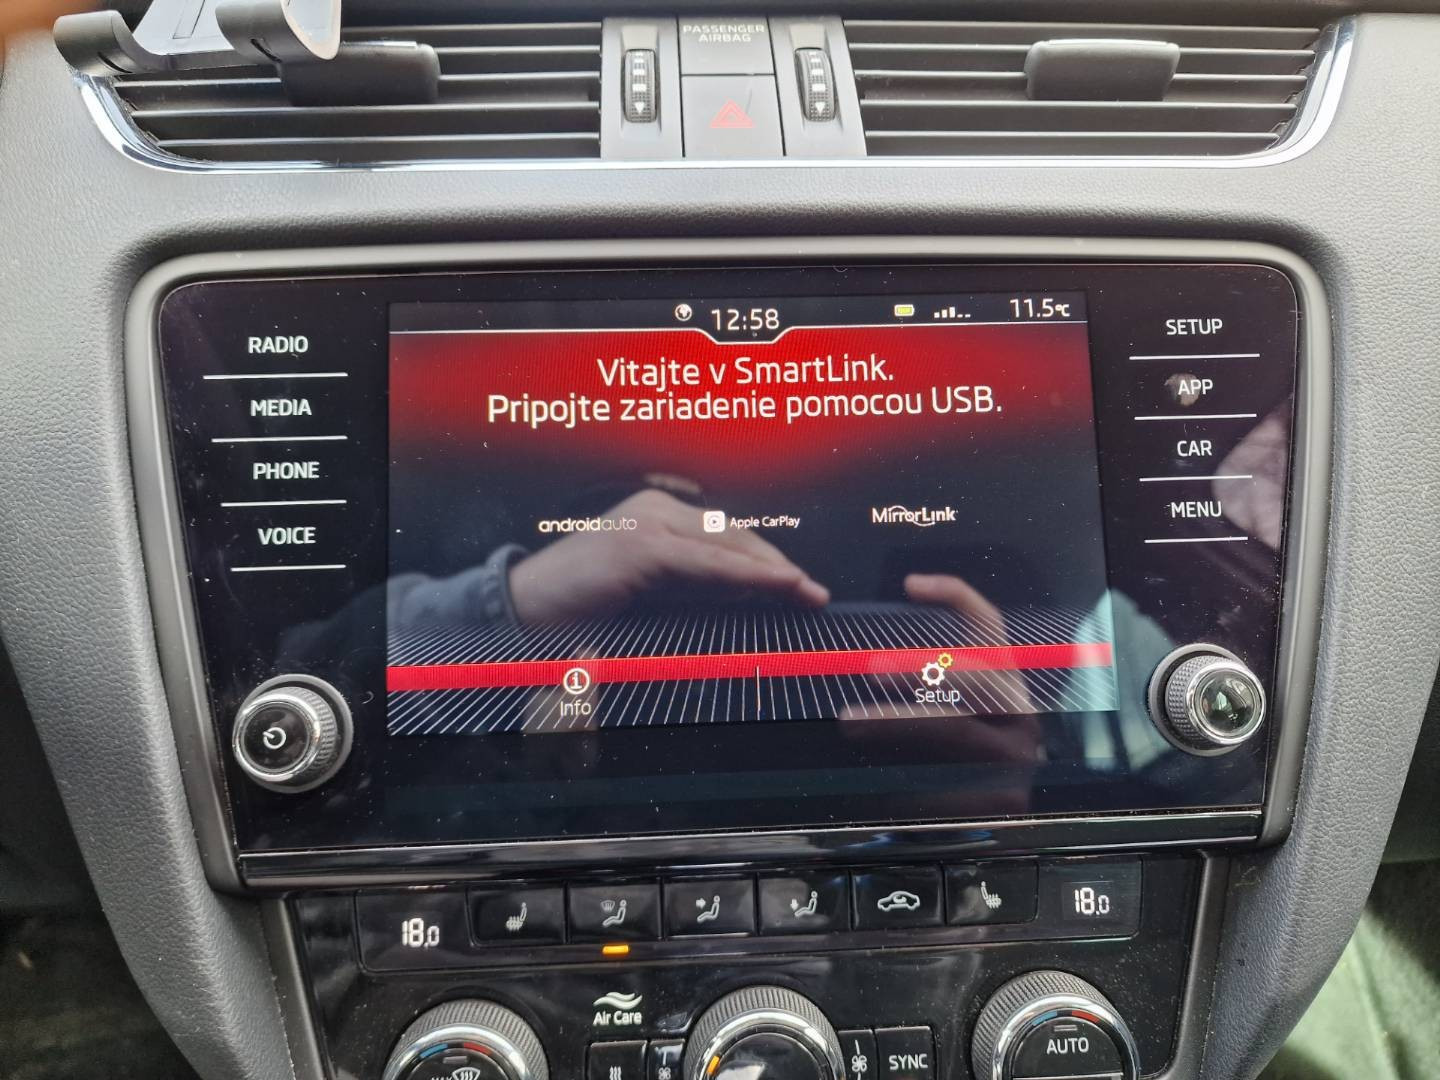 PASSENGER
AIRBAG
RADIO
MEDIA
PHONE
VOICE
12:58
11.5°C
Vitajte v SmartLink.
Pripojte zariadenie pomocou USB.
androidauto
Apple CarPlay
MirrorLink
Info
Setup
SETUP
APP
CAR
MENU
18.0
18.0
Air Care
SYNC
AUTO